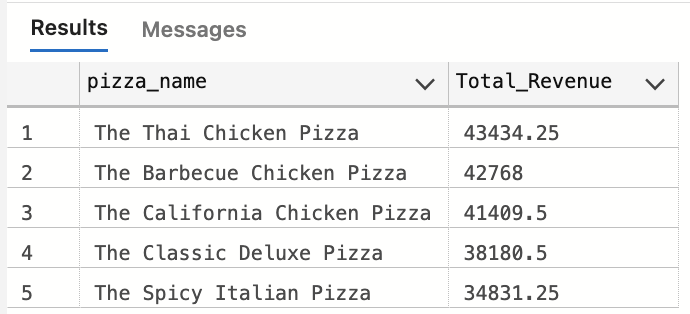 Results Messages
pizza_name Total_Revenue
1 The Thai Chicken Pizza 43434.25
2 The Barbecue Chicken Pizza 42768
3 The California Chicken Pizza 41409.5
4 The Classic Deluxe Pizza 38180.5
5 The Spicy Italian Pizza 34831.25